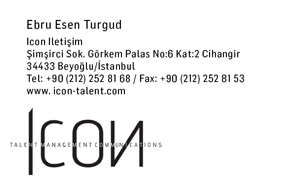 Ebru Esen Turgud
Icon Iletişim
Şimşirci Sok. Görkem Palas No:6 Kat:2 Cihangir
34433 Beyoğlu/İstanbul
Tel: +90 (212) 252 81 68 / Fax: +90 (212) 252 81 53
www. icon-talent.com
ICON
TALENT MANAGEMENT COMMUNICATIONS